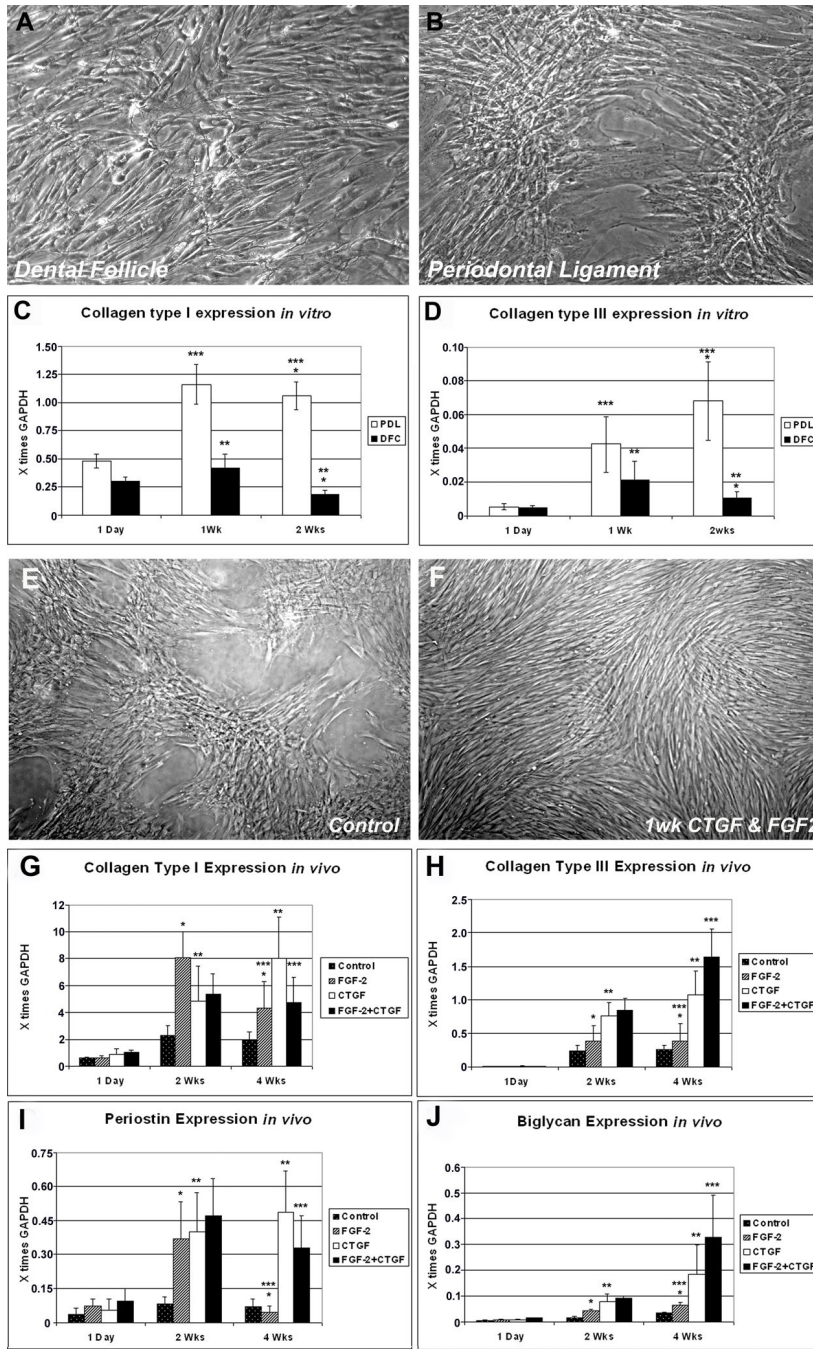 A
Dental Follicle
B
Periodontal Ligament
C
Collagen type I expression in vitro
X times GAPDH
1.50
1.25
1.00
0.75
0.50
0.25
0.00
***
**
***
*
**
*
1 Day
1Wk
2 Wks
PDL
DFC
D
Collagen type III expression in vitro
X times GAPDH
0.10
0.08
0.06
0.04
0.02
0.00
***
**
***
*
**
*
1 Day
1 Wk
2wks
PDL
DFC
E
Control
F
1wk CTGF & FGF2
G
Collagen Type I Expression in vivo
X times GAPDH
12
10
8
6
4
2
0
*
**
***
*
**
***
1 Day
2 Wks
4 Wks
Control
FGF-2
CTGF
FGF-2+CTGF
H
Collagen Type III Expression in vivo
X times GAPDH
2.5
2.0
1.5
1.0
0.5
0.0
*
**
***
*
**
***
1Day
2 Wks
4 Wks
Control
FGF-2
CTGF
FGF-2+CTGF
I
Periostin Expression in vivo
X times GAPDH
0.75
0.60
0.45
0.30
0.15
0.00
*
**
***
*
**
***
1 Day
2 Wks
4 Wks
Control
FGF-2
CTGF
FGF-2+CTGF
J
Biglycan Expression in vivo
X times GAPDH
0.6
0.5
0.4
0.3
0.2
0.1
0
*
**
***
*
**
***
1 Day
2 Wks
4 Wks
Control
FGF-2
CTGF
FGF-2+CTGF